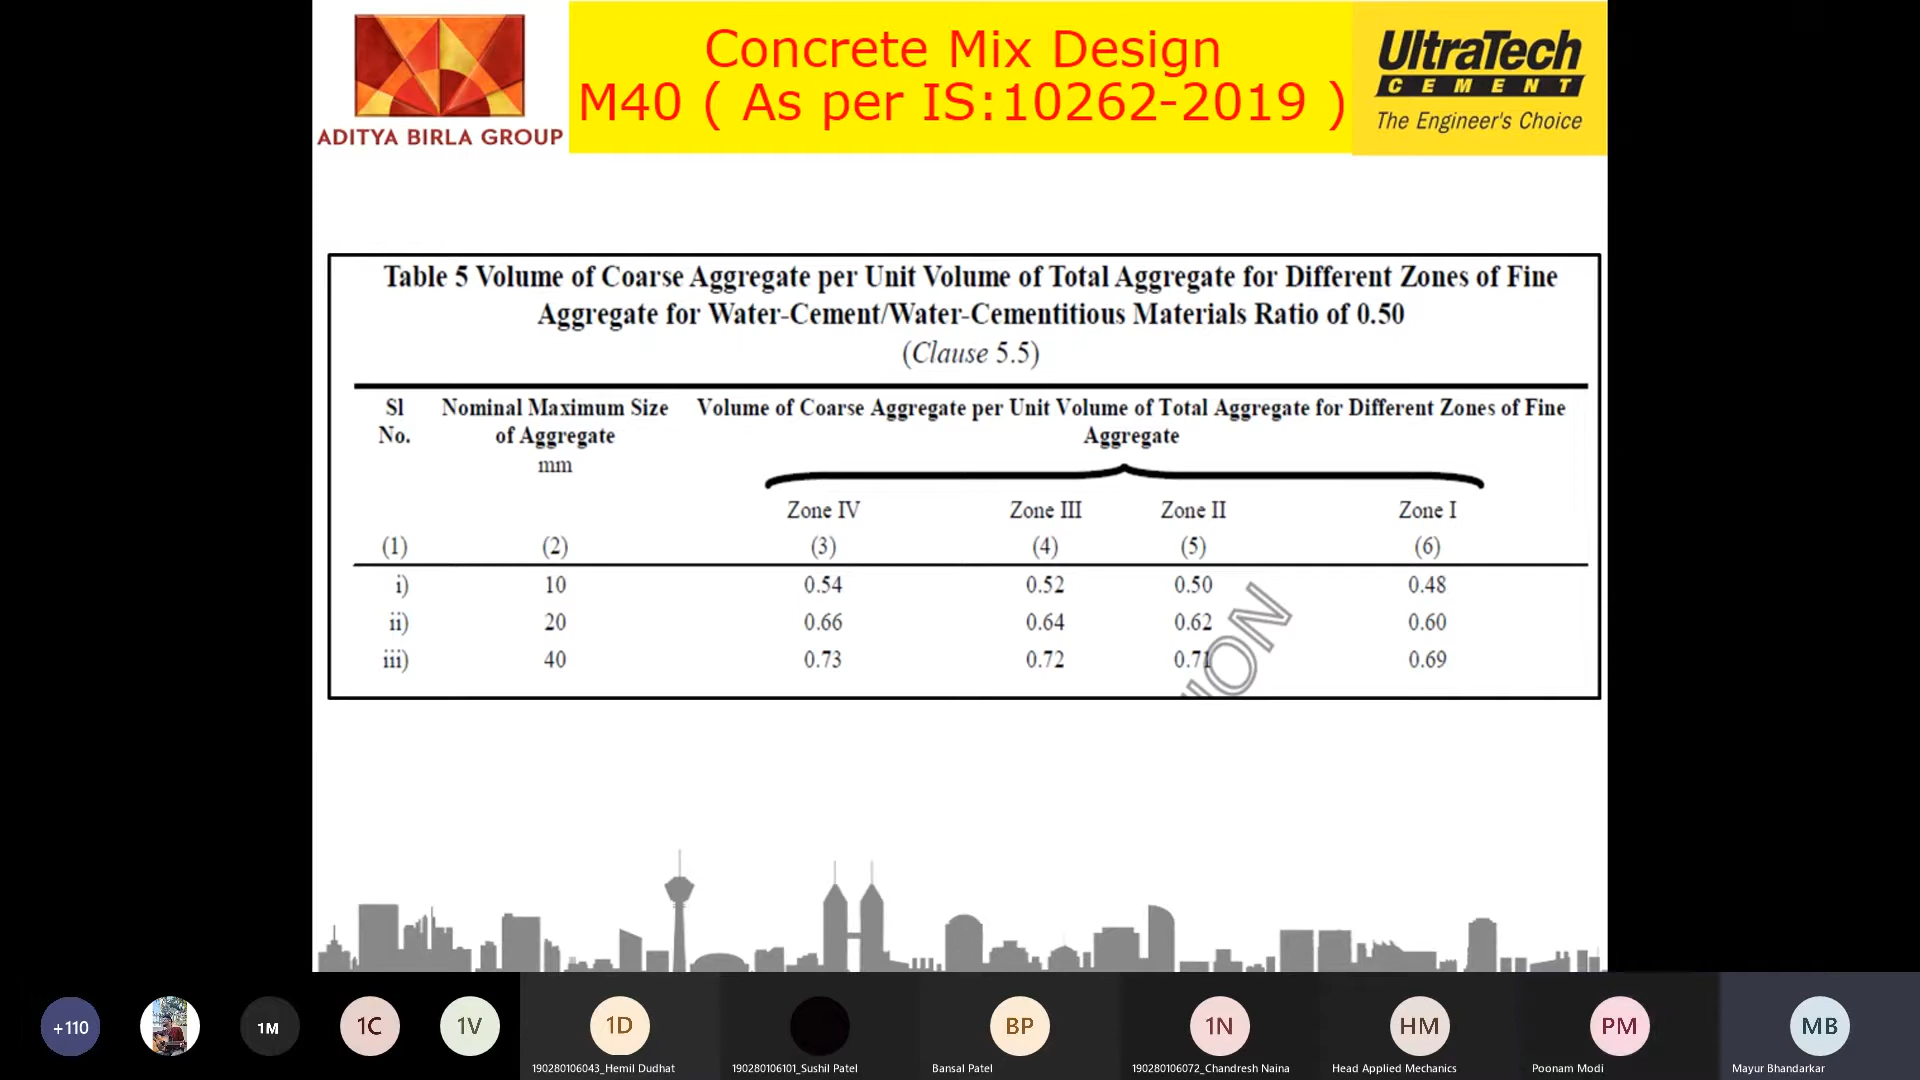 ADITYA BIRLA GROUP
Concrete Mix Design
M40 ( As per IS:10262-2019 )
UltraTech
CEMENT
The Engineer's Choice
Table 5 Volume of Coarse Aggregate per Unit Volume of Total Aggregate for Different Zones of Fine
Aggregate for Water-Cement/Water-Cementitious Materials Ratio of 0.50
(Clause 5.5)
Sl Nominal Maximum Size Volume of Coarse Aggregate per Unit Volume of Total Aggregate for Different Zones of Fine
No. of Aggregate Aggregate
mm
Zone IV Zone III Zone II Zone I
(1) (2) (3) (4) (5) (6)
i) 10 0.54 0.52 0.50 0.48
ii) 20 0.66 0.64 0.62 0.60
iii) 40 0.73 0.72 0.71 0.69
ION
+110 1M 1C 1V 1D BP 1N HM PM MB
190280106043_Hemil Dudhat 190280106101_Sushil Patel Bansal Patel 190280106072_Chandresh Naina Head Applied Mechanics Poonam Modi Mayur Bhandarkar